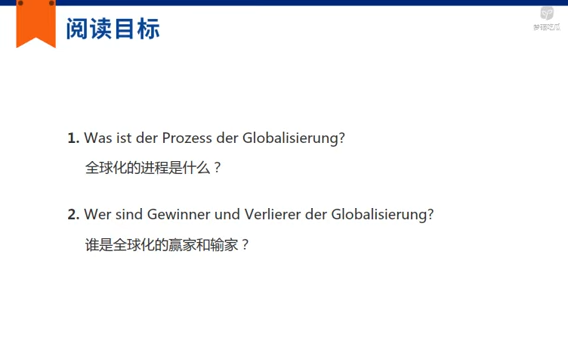 阅读目标
1. Was ist der Prozess der Globalisierung?
全球化的进程是什么？
2. Wer sind Gewinner und Verlierer der Globalisierung?
谁是全球化的赢家和输家？